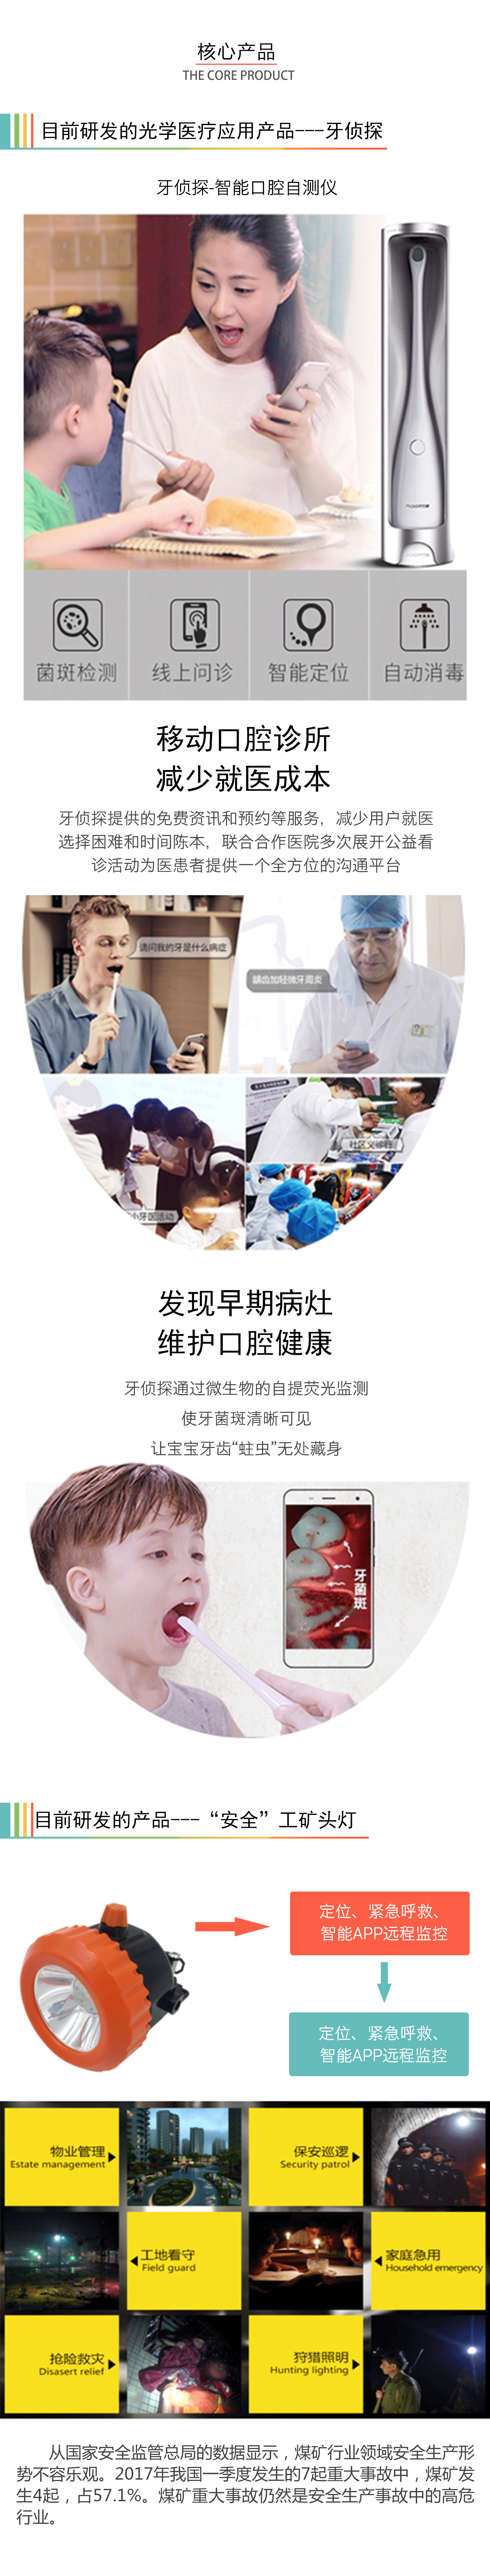 核心产品
THE CORE PRODUCT
目前研发的光学医疗应用产品---牙侦探
牙侦探-智能口腔自测仪
菌斑检测
线上问诊
智能定位
自动消毒
移动口腔诊所
减少就医成本
牙侦探提供的免费资讯和预约等服务，减少用户就医
选择困难和时间陈本，联合合作医院多次展开公益看
诊活动为医患者提供一个全方位的沟通平台
请问我的牙是什么病症
龋齿加轻微牙周炎
小牙医活动
发现早期病灶
维护口腔健康
牙侦探通过微生物的自提荧光监测
使牙菌斑清晰可见
让宝宝牙齿“蛀虫”无处藏身
牙菌斑
目前研发的产品---“安全”工矿头灯
定位、紧急呼救、
智能APP远程监控
定位、紧急呼救、
智能APP远程监控
物业管理
Estate management
保安巡逻
Security patrol
工地看守
Field guard
家庭急用
Household emergency
抢险救灾
Disasert relief
狩猎照明
Hunting lighting
从国家安全监管总局的数据显示，煤矿行业领域安全生产形
势不容乐观。2017年我国一季度发生的7起重大事故中，煤矿发
生4起，占57.1%。煤矿重大事故仍然是安全生产事故中的高危
行业。